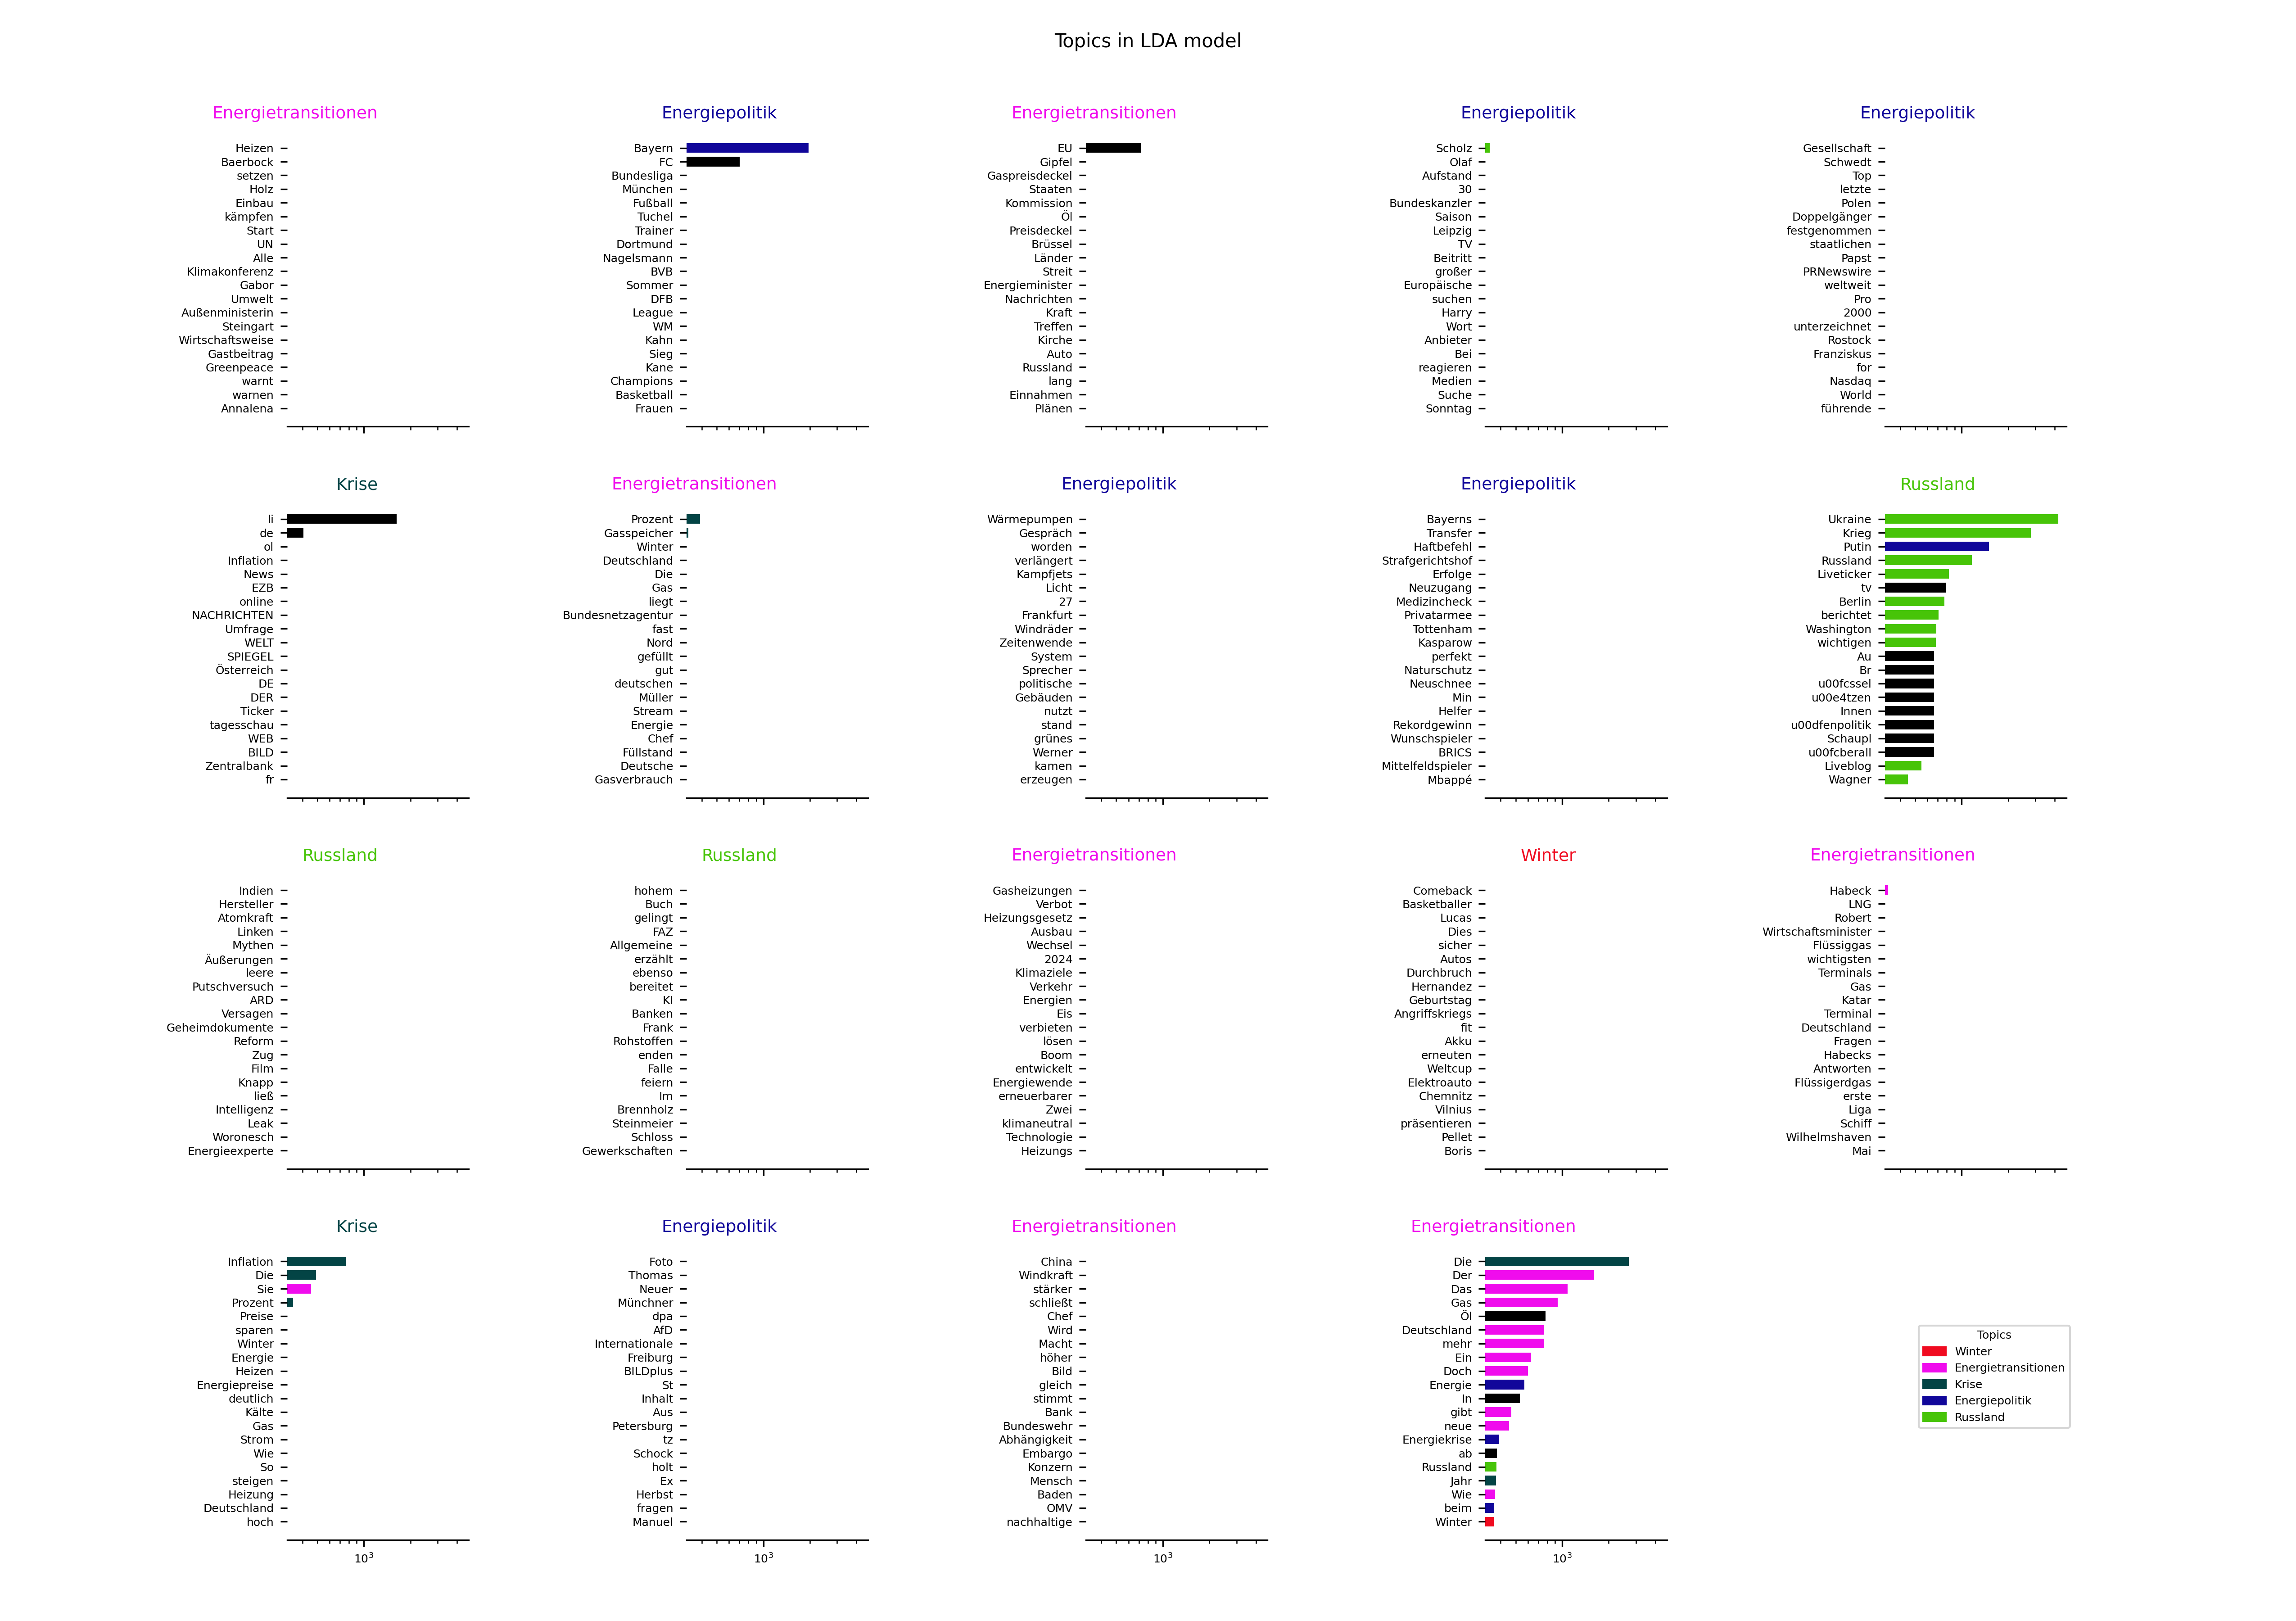 Topics in LDA model
Energietransitionen
Heizen
Baerbock
setzen
Holz
Einbau
kämpfen
Start
UN
Alle
Klimakonferenz
Gabor
Umwelt
Außenministerin
Steingart
Wirtschaftsweise
Gastbeitrag
Greenpeace
warnt
warnen
Annalena
Energiepolitik
Bayern
FC
Bundesliga
München
Fußball
Tuchel
Trainer
Dortmund
Nagelsmann
BVB
Sommer
DFB
League
WM
Kahn
Sieg
Kane
Champions
Basketball
Frauen
Energietransitionen
EU
Gipfel
Gaspreisdeckel
Staaten
Kommission
Öl
Preisdeckel
Brüssel
Länder
Streit
Energieminister
Nachrichten
Kraft
Treffen
Kirche
Auto
Russland
lang
Einnahmen
Plänen
Energiepolitik
Scholz
Olaf
Aufstand
30
Bundeskanzler
Saison
Leipzig
TV
Beitritt
großer
Europäische
suchen
Harry
Wort
Anbieter
Bei
reagieren
Medien
Suche
Sonntag
Energiepolitik
Gesellschaft
Schwedt
Top
letzte
Polen
Doppelgänger
festgenommen
staatlichen
Papst
PRNewswire
weltweit
Pro
2000
unterzeichnet
Rostock
Franziskus
for
Nasdaq
World
führende
Krise
li
de
ol
Inflation
News
EZB
online
NACHRICHTEN
Umfrage
WELT
SPIEGEL
Österreich
DE
DER
Ticker
tagesschau
WEB
BILD
Zentralbank
fr
Energietransitionen
Prozent
Gasspeicher
Winter
Deutschland
Die
Gas
liegt
Bundesnetzagentur
fast
Nord
gefüllt
gut
deutschen
Müller
Stream
Energie
Chef
Füllstand
Deutsche
Gasverbrauch
Energiepolitik
Wärmepumpen
Gespräch
worden
verlängert
Kampfjets
Licht
27
Frankfurt
Windräder
Zeitenwende
System
Sprecher
politische
Gebäuden
nutzt
stand
grünes
Werner
kamen
erzeugen
Energiepolitik
Bayerns
Transfer
Haftbefehl
Strafgerichtshof
Erfolge
Neuzugang
Medizincheck
Privatarmee
Tottenham
Kasparow
perfekt
Naturschutz
Neuschnee
Min
Helfer
Rekordgewinn
Wunschspieler
BRICS
Mittelfeldspieler
Mbappé
Russland
Ukraine
Krieg
Putin
Russland
Liveticker
tv
Berlin
berichtet
Washington
wichtigen
Au
Br
u00fcssel
u00e4tzen
Innen
u00dfenpolitik
Schaupl
u00fcberall
Liveblog
Wagner
Russland
Indien
Hersteller
Atomkraft
Linken
Mythen
Äußerungen
leere
Putschversuch
ARD
Versagen
Geheimdokumente
Reform
Zug
Film
Knapp
ließ
Intelligenz
Leak
Woronesch
Energieexperte
Russland
hohem
Buch
gelingt
FAZ
Allgemeine
erzählt
ebenso
bereitet
KI
Banken
Frank
Rohstoffen
enden
Falle
feiern
Im
Brennholz
Steinmeier
Schloss
Gewerkschaften
Energietransitionen
Gasheizungen
Verbot
Heizungsgesetz
Ausbau
Wechsel
2024
Klimaziele
Verkehr
Energien
Eis
verbieten
lösen
Boom
entwickelt
Energiewende
erneuerbarer
Zwei
klimaneutral
Technologie
Heizungs
Winter
Comeback
Basketballer
Lucas
Dies
sicher
Autos
Durchbruch
Hernandez
Geburtstag
Angriffskriegs
fit
Akku
erneuten
Weltcup
Elektroauto
Chemnitz
Vilnius
präsentieren
Pellet
Boris
Energietransitionen
Habeck
LNG
Robert
Wirtschaftsminister
Flüssiggas
wichtigsten
Terminals
Gas
Katar
Terminal
Deutschland
Fragen
Habecks
Antworten
Flüssigerdgas
erste
Liga
Schiff
Wilhelmshaven
Mai
Krise
Inflation
Die
Sie
Prozent
Preise
sparen
Winter
Energie
Heizen
Energiepreise
deutlich
Kälte
Gas
Strom
Wie
So
steigen
Heizung
Deutschland
hoch
10³
Energiepolitik
Foto
Thomas
Neuer
Münchner
dpa
AfD
Internationale
Freiburg
BILDplus
St
Inhalt
Aus
Petersburg
tz
Schock
holt
Ex
Herbst
fragen
Manuel
10³
Energietransitionen
China
Windkraft
stärker
schließt
Chef
Wird
Macht
höher
Bild
gleich
stimmt
Bank
Bundeswehr
Abhängigkeit
Embargo
Konzern
Mensch
Baden
OMV
nachhaltige
10³
Energietransitionen
Die
Der
Das
Gas
Öl
Deutschland
mehr
Ein
Doch
Energie
In
gibt
neue
Energiekrise
ab
Russland
Jahr
Wie
beim
Winter
10³
Topics
Winter
Energietransitionen
Krise
Energiepolitik
Russland